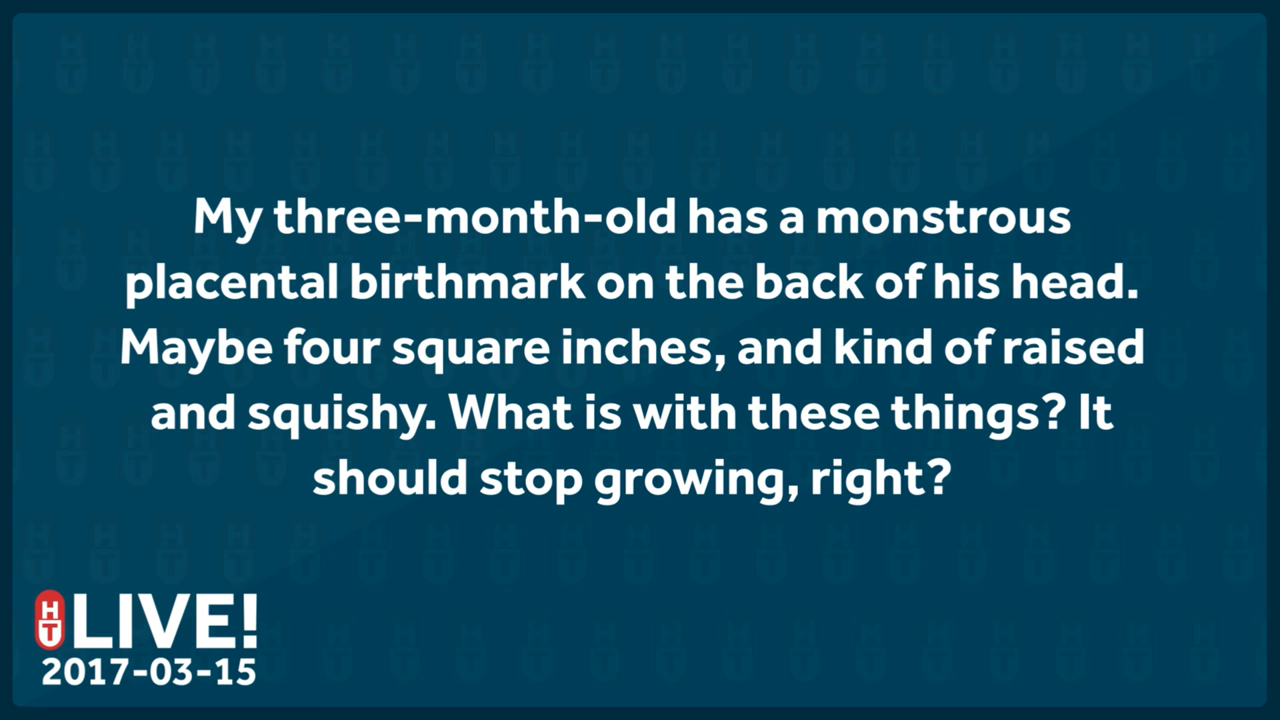 My three-month-old has a monstrous
placental birthmark on the back of his head.
Maybe four square inches, and kind of raised
and squishy. What is with these things? It
should stop growing, right?
HT LIVE!
2017-03-15